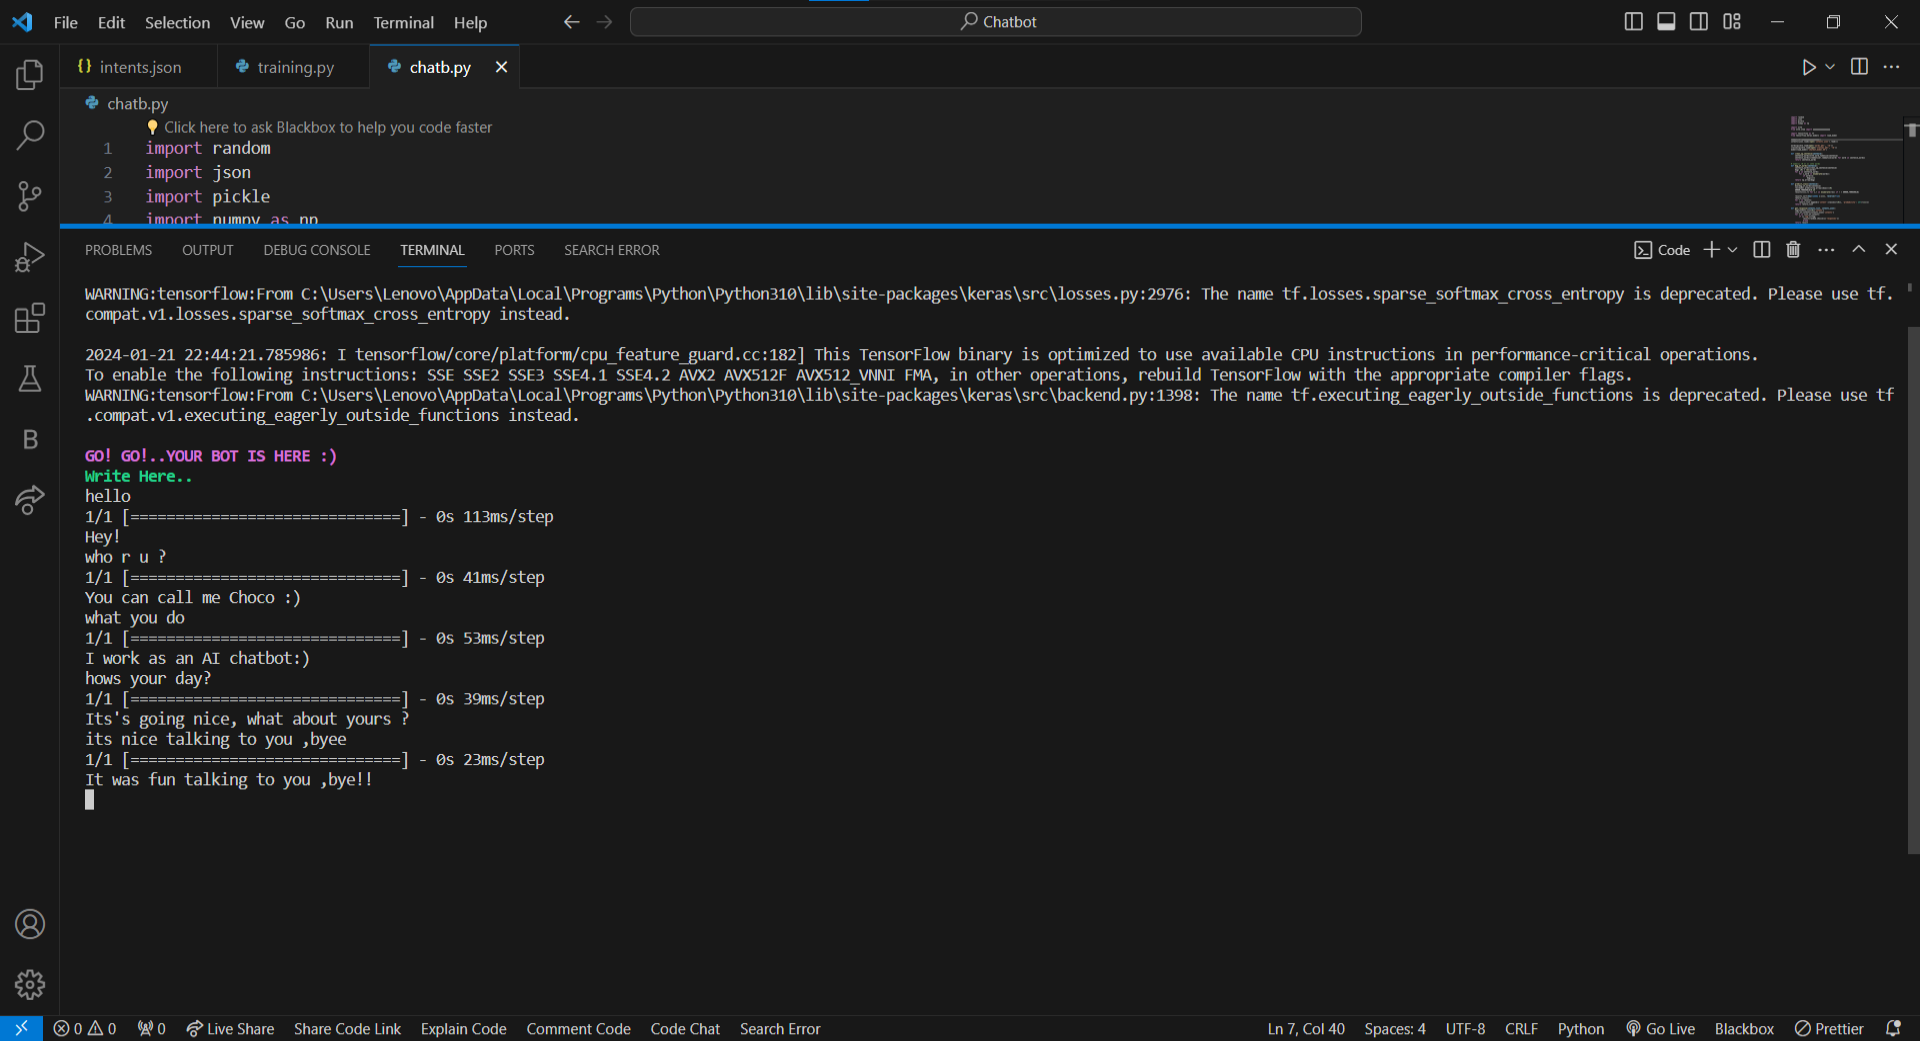 File Edit Selection View Go Run Terminal Help Chatbot
intents.json training.py chatb.py
chatb.py
Click here to ask Blackbox to help you code faster
1 import random
2 import json
3 import pickle
4 import numpy as np
PROBLEMS OUTPUT DEBUG CONSOLE TERMINAL PORTS SEARCH ERROR Code
WARNING:tensorflow:From C:\Users\Lenovo\AppData\Local\Programs\Python\Python310\lib\site-packages\keras\src\losses.py:2976: The name tf.losses.sparse_softmax_cross_entropy is deprecated. Please use tf.
compat.v1.losses.sparse_softmax_cross_entropy instead.
2024-01-21 22:44:21.785986: I tensorflow/core/platform/cpu_feature_guard.cc:182] This TensorFlow binary is optimized to use available CPU instructions in performance-critical operations.
To enable the following instructions: SSE SSE2 SSE3 SSE4.1 SSE4.2 AVX2 AVX512F AVX512_VNNI FMA, in other operations, rebuild TensorFlow with the appropriate compiler flags.
WARNING:tensorflow:From C:\Users\Lenovo\AppData\Local\Programs\Python\Python310\lib\site-packages\keras\src\backend.py:1398: The name tf.executing_eagerly_outside_functions is deprecated. Please use tf
.compat.v1.executing_eagerly_outside_functions instead.
GO! GO!..YOUR BOT IS HERE :)
Write Here..
hello
1/1 [==============================] - 0s 113ms/step
Hey!
who r u ?
1/1 [==============================] - 0s 41ms/step
You can call me Choco :)
what you do
1/1 [==============================] - 0s 53ms/step
I work as an AI chatbot:)
hows your day?
1/1 [==============================] - 0s 39ms/step
Its's going nice, what about yours ?
its nice talking to you ,byee
1/1 [==============================] - 0s 23ms/step
It was fun talking to you ,bye!!
0 0 0 Live Share Share Code Link Explain Code Comment Code Code Chat Search Error Ln 7, Col 40 Spaces: 4 UTF-8 CRLF Python Go Live Blackbox Prettier